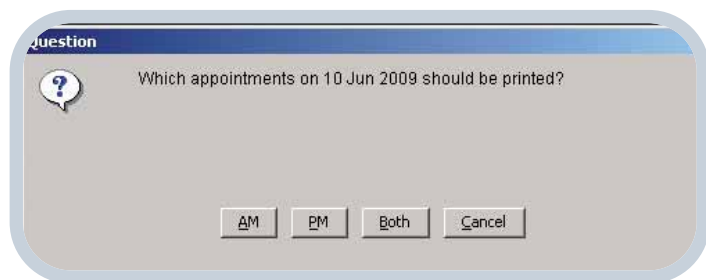 Question
Which appointments on 10 Jun 2009 should be printed?
AM PM Both Cancel